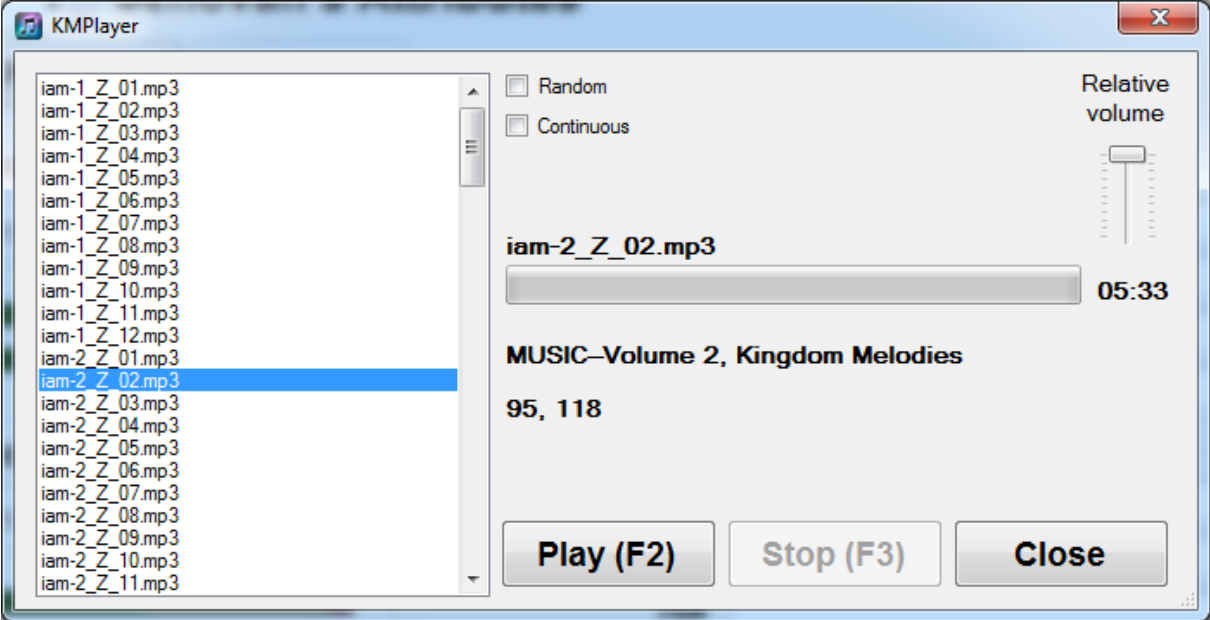 KMPlayer
iam-1_Z_01.mp3
iam-1_Z_02.mp3
iam-1_Z_03.mp3
iam-1_Z_04.mp3
iam-1_Z_05.mp3
iam-1_Z_06.mp3
iam-1_Z_07.mp3
iam-1_Z_08.mp3
iam-1_Z_09.mp3
iam-1_Z_10.mp3
iam-1_Z_11.mp3
iam-1_Z_12.mp3
iam-2_Z_01.mp3
iam-2_Z_02.mp3
iam-2_Z_03.mp3
iam-2_Z_04.mp3
iam-2_Z_05.mp3
iam-2_Z_06.mp3
iam-2_Z_07.mp3
iam-2_Z_08.mp3
iam-2_Z_09.mp3
iam-2_Z_10.mp3
iam-2_Z_11.mp3
Random
Continuous
Relative
volume
iam-2_Z_02.mp3
05:33
MUSIC—Volume 2, Kingdom Melodies
95, 118
Play (F2)
Stop (F3)
Close